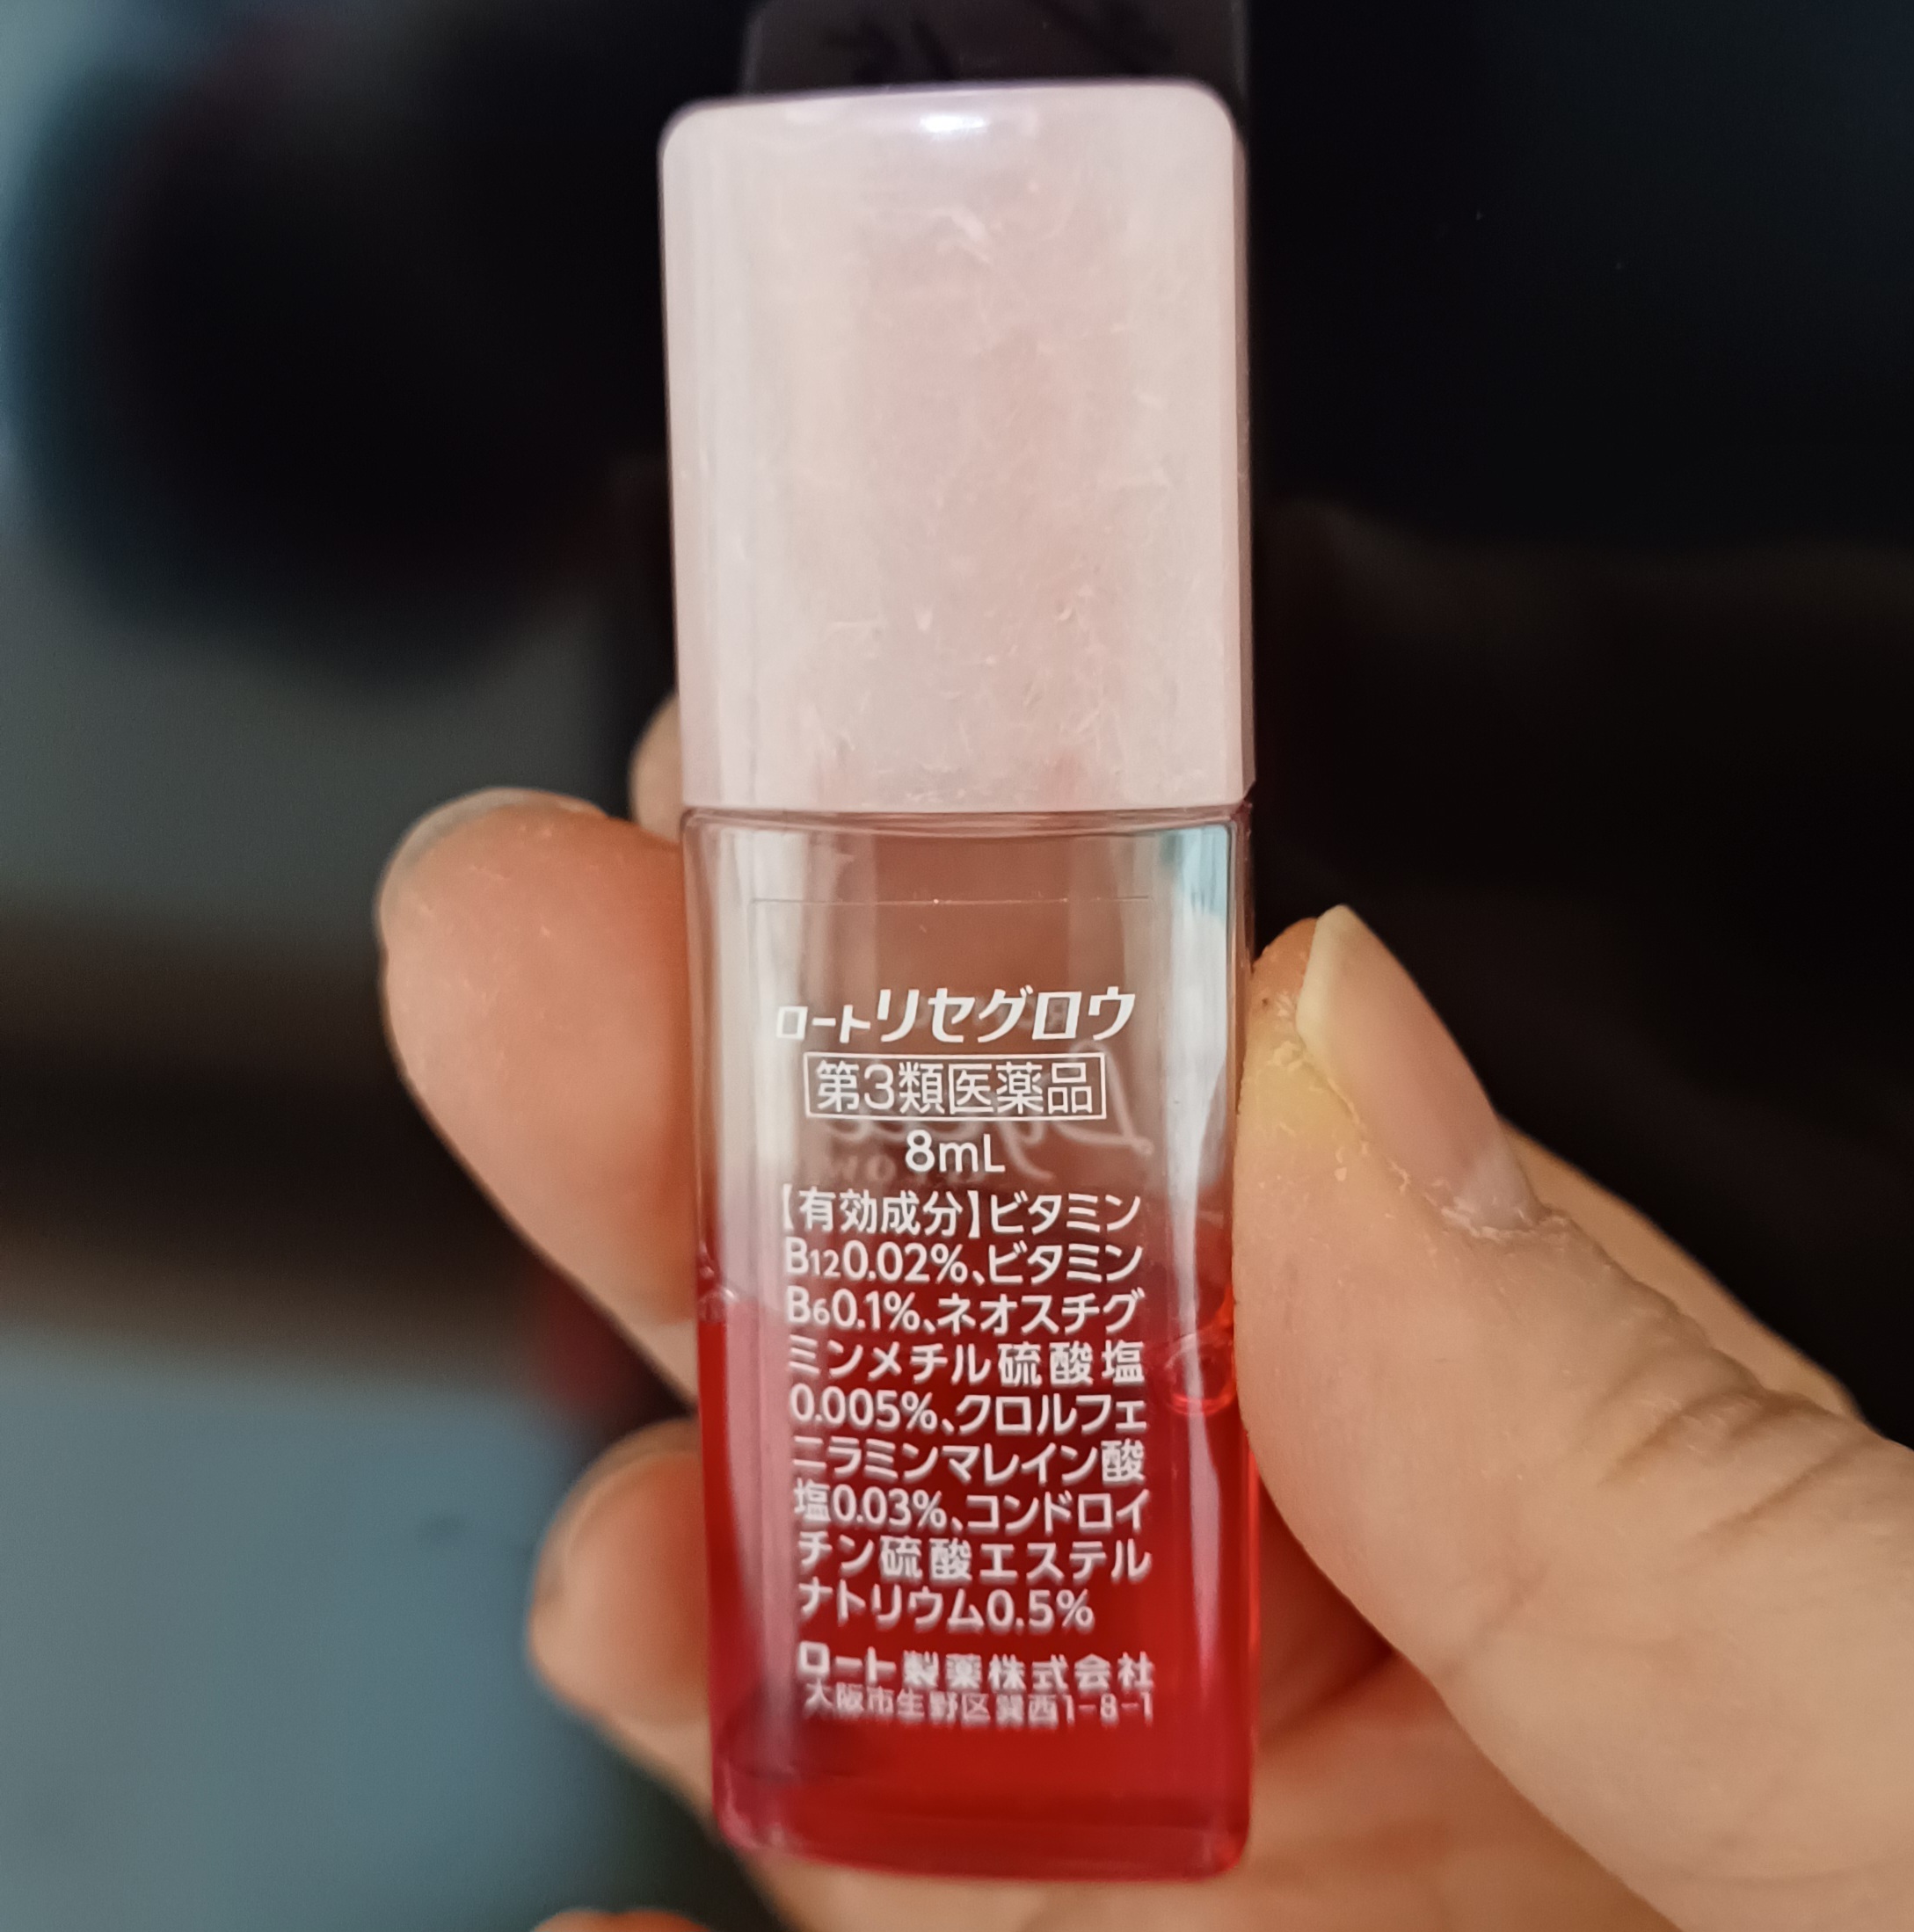 ロートリセグロウ
第3類医薬品
8mL
【有効成分】ビタミン
B12 0.02%、ビタミン
B6 0.1%、ネオスチグ
ミンメチル硫酸塩
0.005%、クロルフェ
ニラミンマレイン酸
塩0.03%、コンドロイ
チン硫酸エステル
ナトリウム0.5%
ロート製薬株式会社
大阪市生野区巽西1-8-1